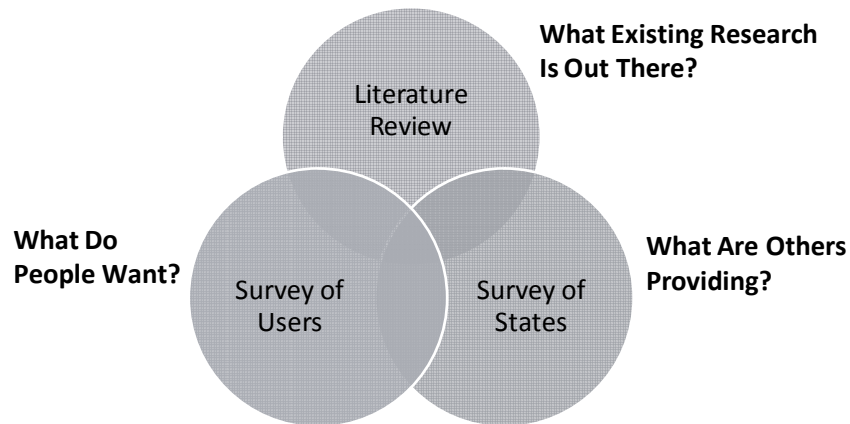 What Existing Research
Is Out There?
Literature
Review
What Do
People Want?
Survey of
Users
Survey of
States
What Are Others
Providing?